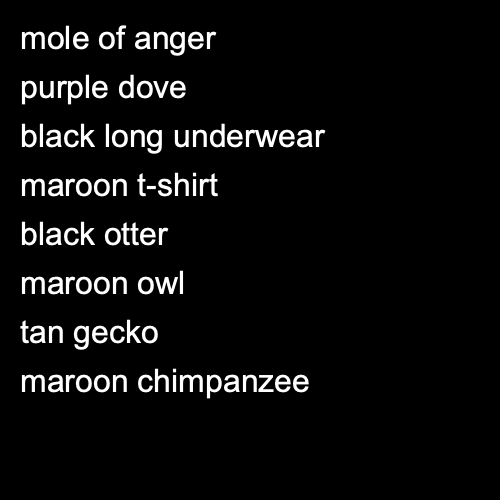 mole of anger
purple dove
black long underwear
maroon t-shirt
black otter
maroon owl
tan gecko
maroon chimpanzee